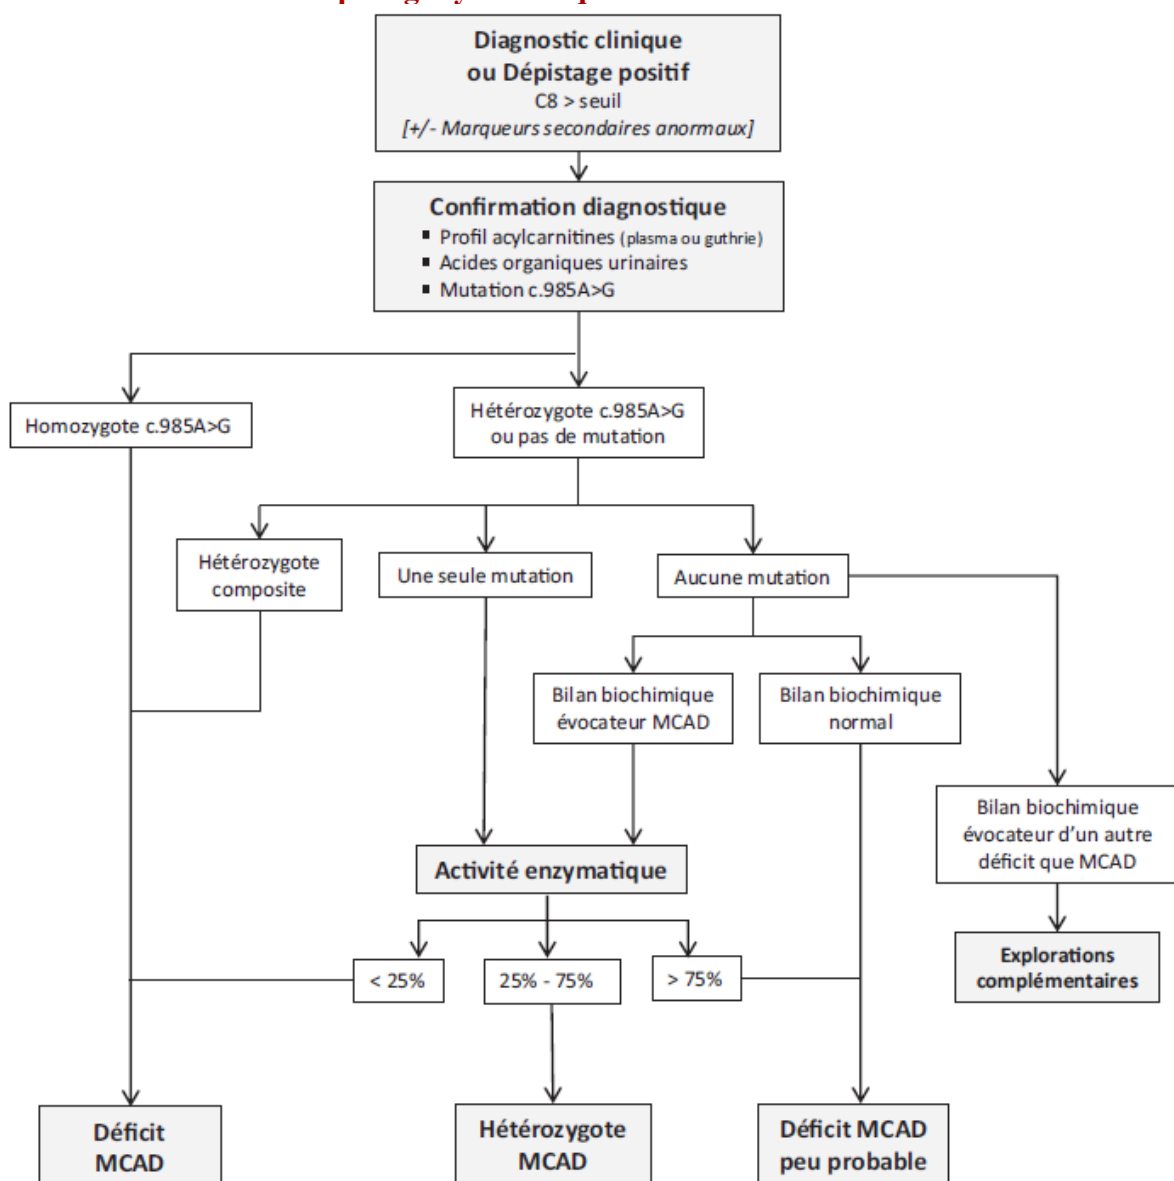 Diagnostic clinique
ou Dépistage positif
C8 > seuil
[+/- Marqueurs secondaires anormaux]
Confirmation diagnostique
▪ Profil acylcarnitines (plasma ou guthrie)
▪ Acides organiques urinaires
▪ Mutation c.985A>G
Homozygote c.985A>G
Hétérozygote c.985A>G
ou pas de mutation
Hétérozygote
composite
Une seule mutation
Aucune mutation
Bilan biochimique
évocateur MCAD
Bilan biochimique
normal
Bilan biochimique
évocateur d'un autre
déficit que MCAD
Activité enzymatique
Explorations
complémentaires
< 25%
25% - 75%
> 75%
Déficit
MCAD
Hétérozygote
MCAD
Déficit MCAD
peu probable